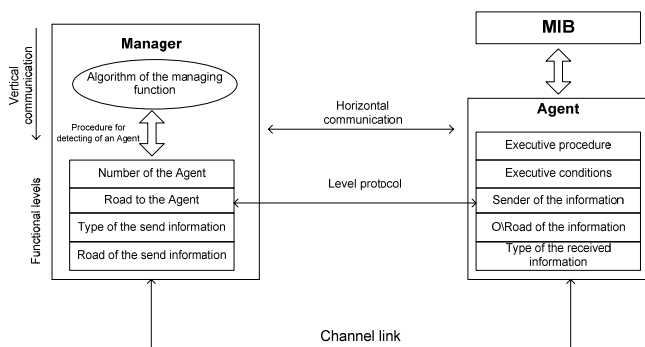 Manager
Algorithm of the managing
function
Procedure for
detecting of an Agent
Number of the Agent
Road to the Agent
Type of the send information
Road of the send information
Vertical
communication
Functional levels
Horizontal
communication
Level protocol
MIB
Agent
Executive procedure
Executive conditions
Sender of the information
O\Road of the information
Type of the received
information
Channel link